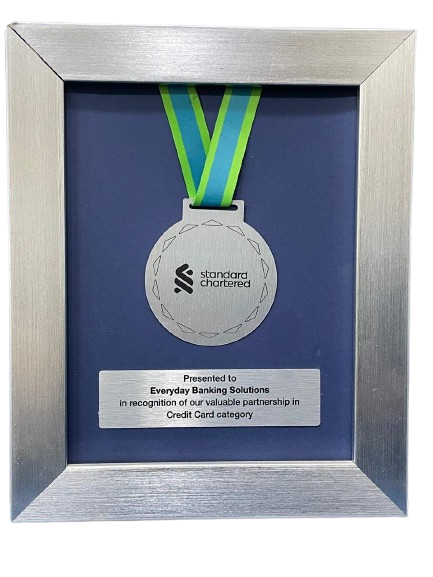 standard
chartered
Presented to
Everyday Banking Solutions
in recognition of our valuable partnership in
Credit Card category